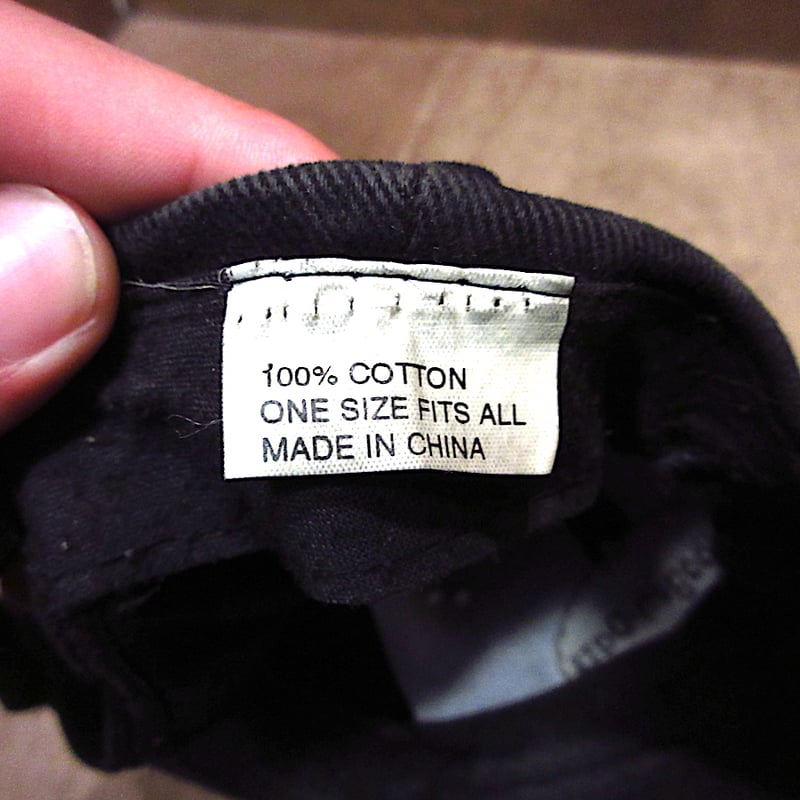 100% COTTON
ONE SIZE FITS ALL
MADE IN CHINA